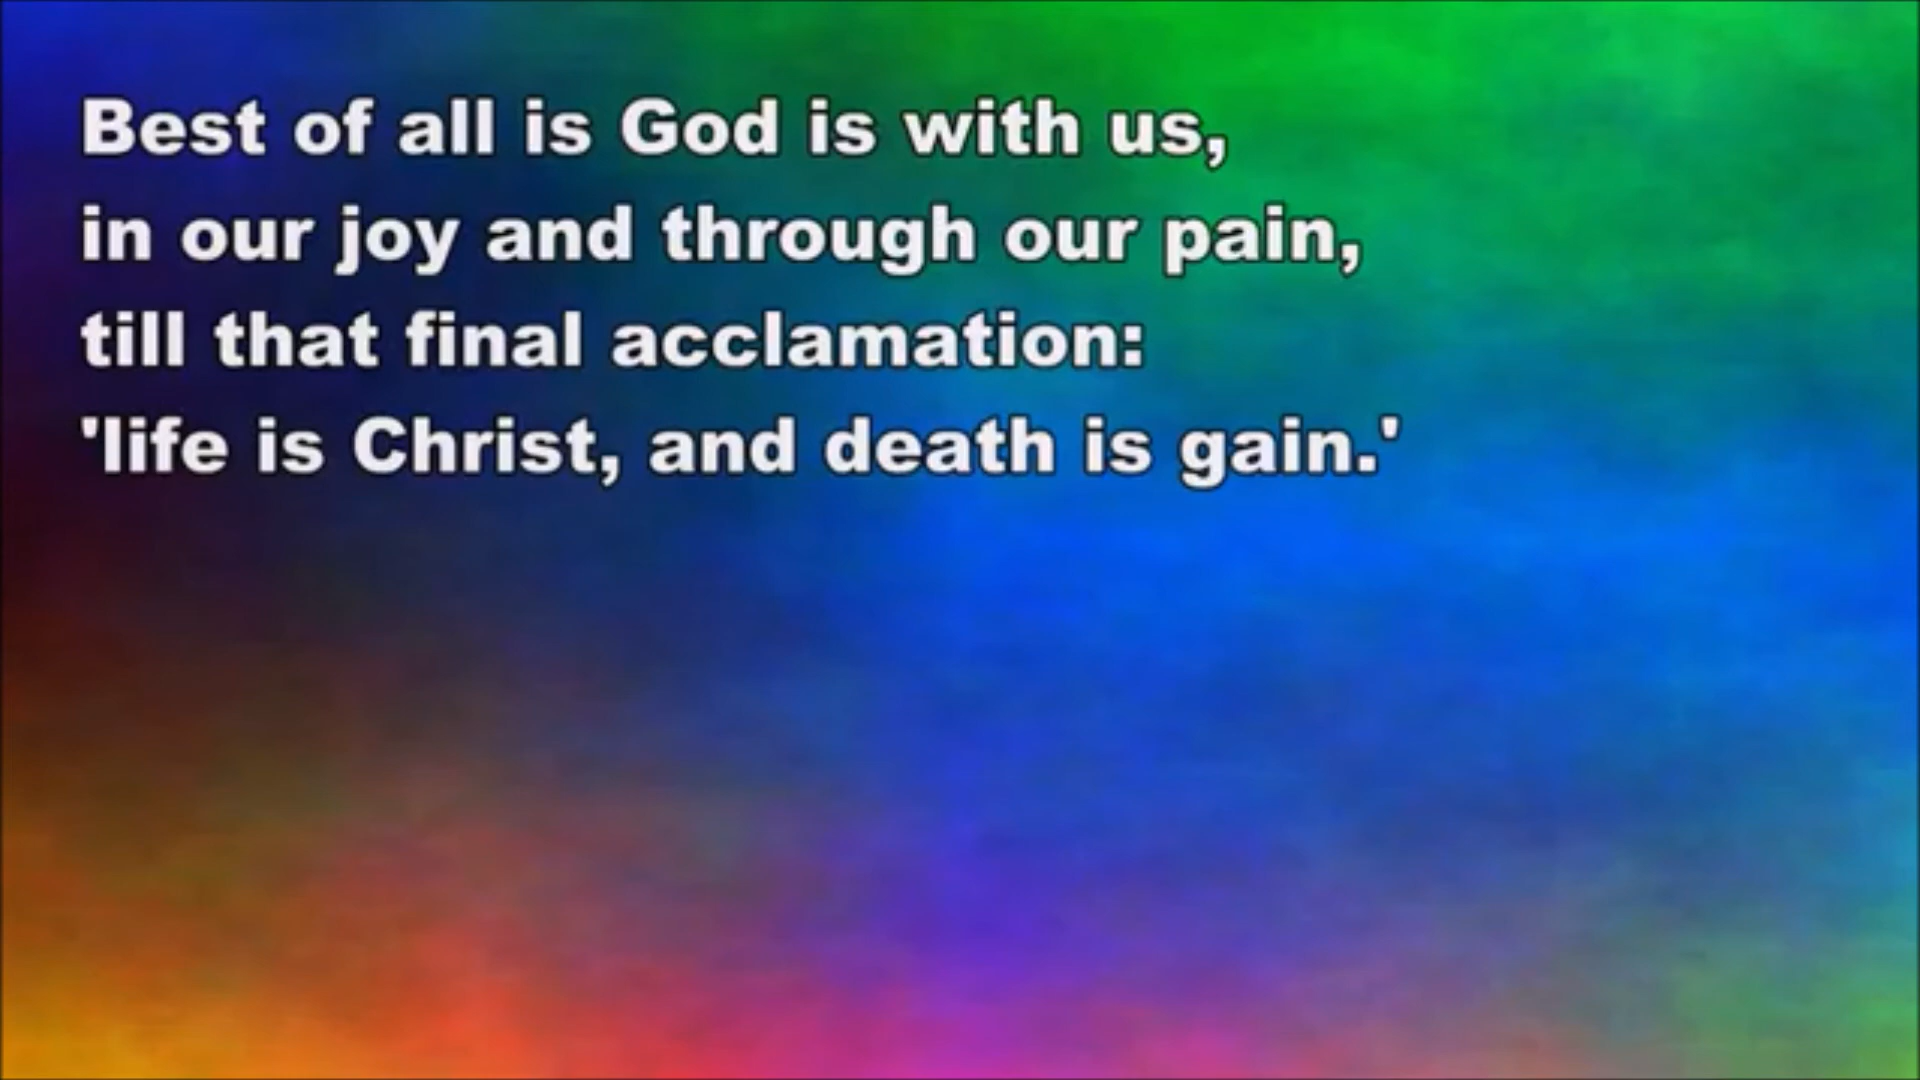 Best of all is God is with us,
in our joy and through our pain,
till that final acclamation:
'life is Christ, and death is gain.'